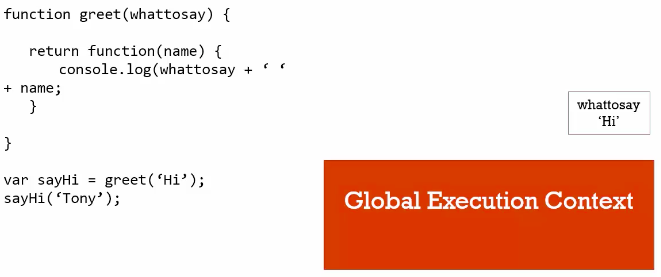 function greet(whattosay) {
return function(name) {
console.log(whattosay + ‘ ‘
+ name;
}
}
var sayHi = greet(‘Hi’);
sayHi(‘Tony’);
whattosay
‘Hi’
Global Execution Context